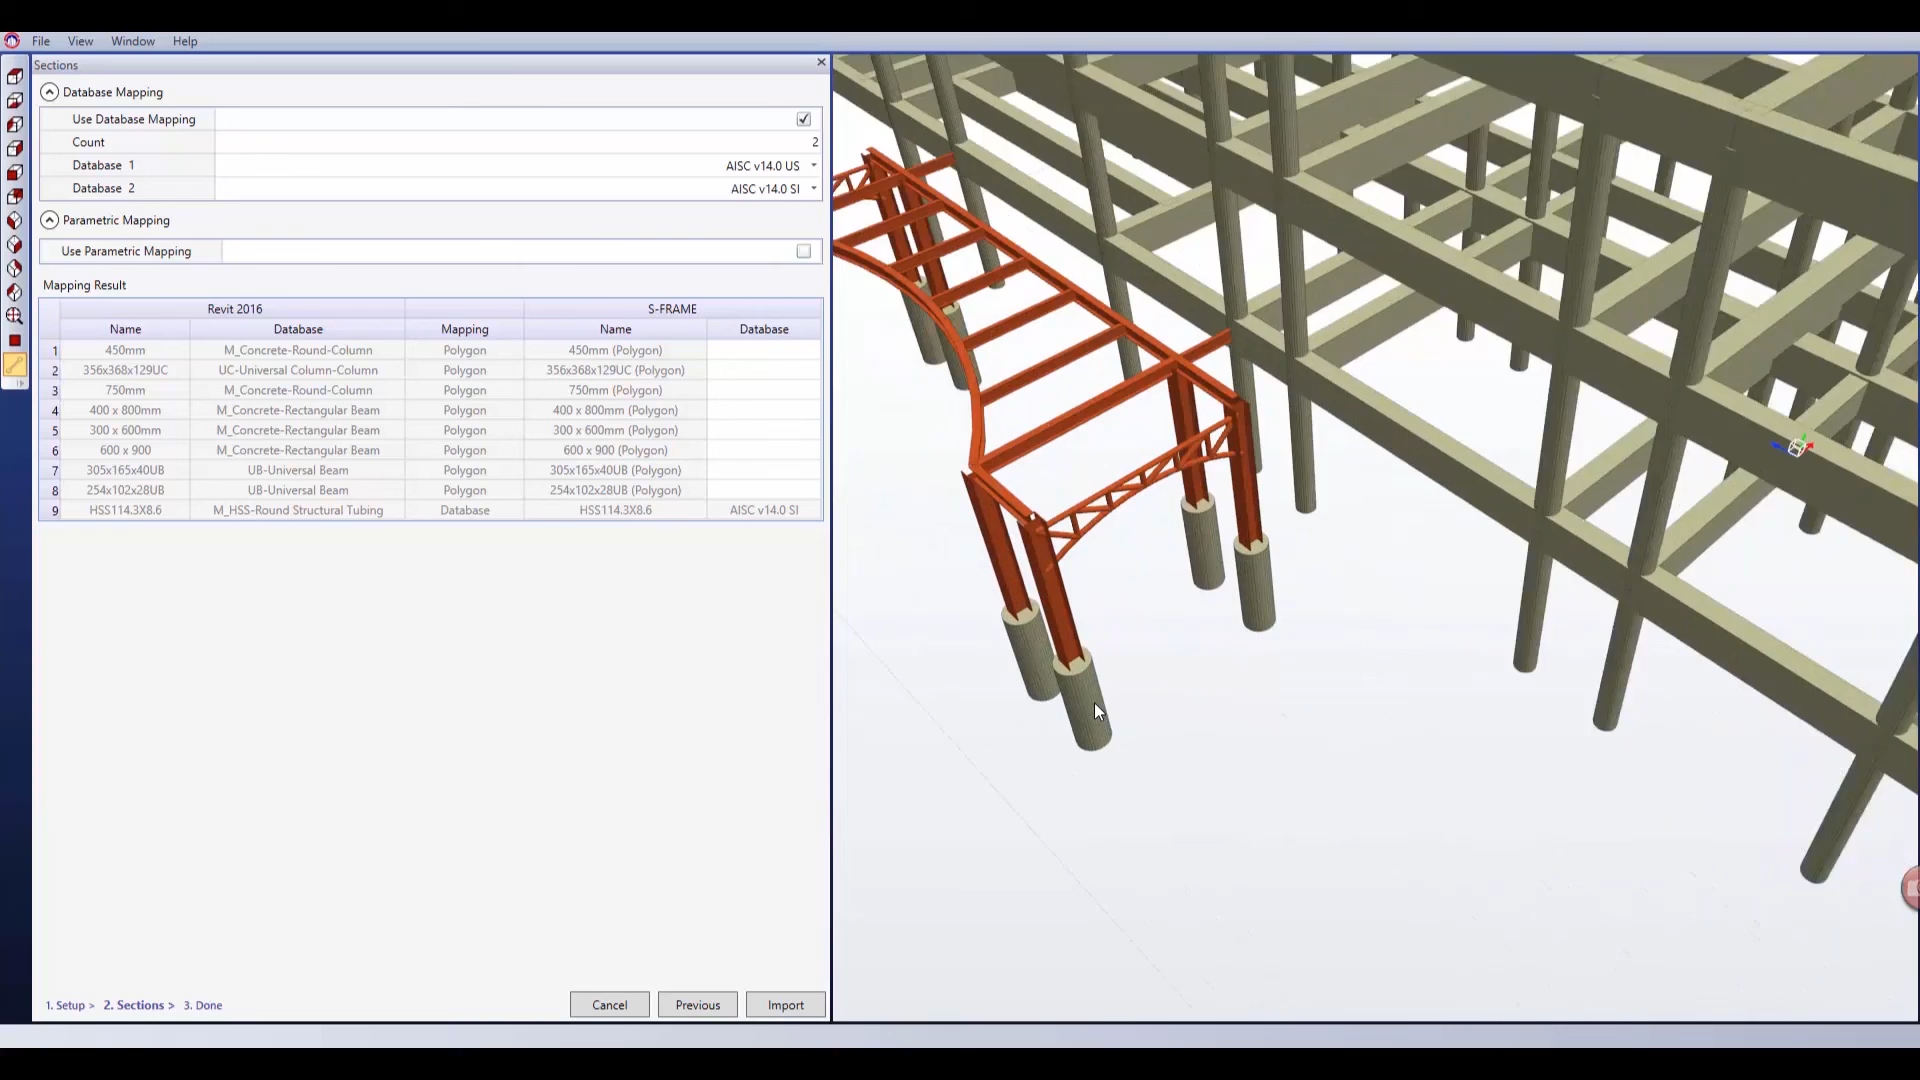 File View Window Help
Sections
Database Mapping
Use Database Mapping
Count 2
Database 1 AISC v14.0 US
Database 2 AISC v14.0 SI
Parametric Mapping
Use Parametric Mapping
Mapping Result
Revit 2016 S-FRAME
Name Database Mapping Name Database
1 450mm M_Concrete-Round-Column Polygon 450mm (Polygon)
2 356x368x129UC UC-Universal Column-Column Polygon 356x368x129UC (Polygon)
3 750mm M_Concrete-Round-Column Polygon 750mm (Polygon)
4 400 x 800mm M_Concrete-Rectangular Beam Polygon 400 x 800mm (Polygon)
5 300 x 600mm M_Concrete-Rectangular Beam Polygon 300 x 600mm (Polygon)
6 600 x 900 M_Concrete-Rectangular Beam Polygon 600 x 900 (Polygon)
7 305x165x40UB UB-Universal Beam Polygon 305x165x40UB (Polygon)
8 254x102x28UB UB-Universal Beam Polygon 254x102x28UB (Polygon)
9 HSS114.3X8.6 M_HSS-Round Structural Tubing Database HSS114.3X8.6 AISC v14.0 SI
1. Setup > 2. Sections > 3. Done Cancel Previous Import